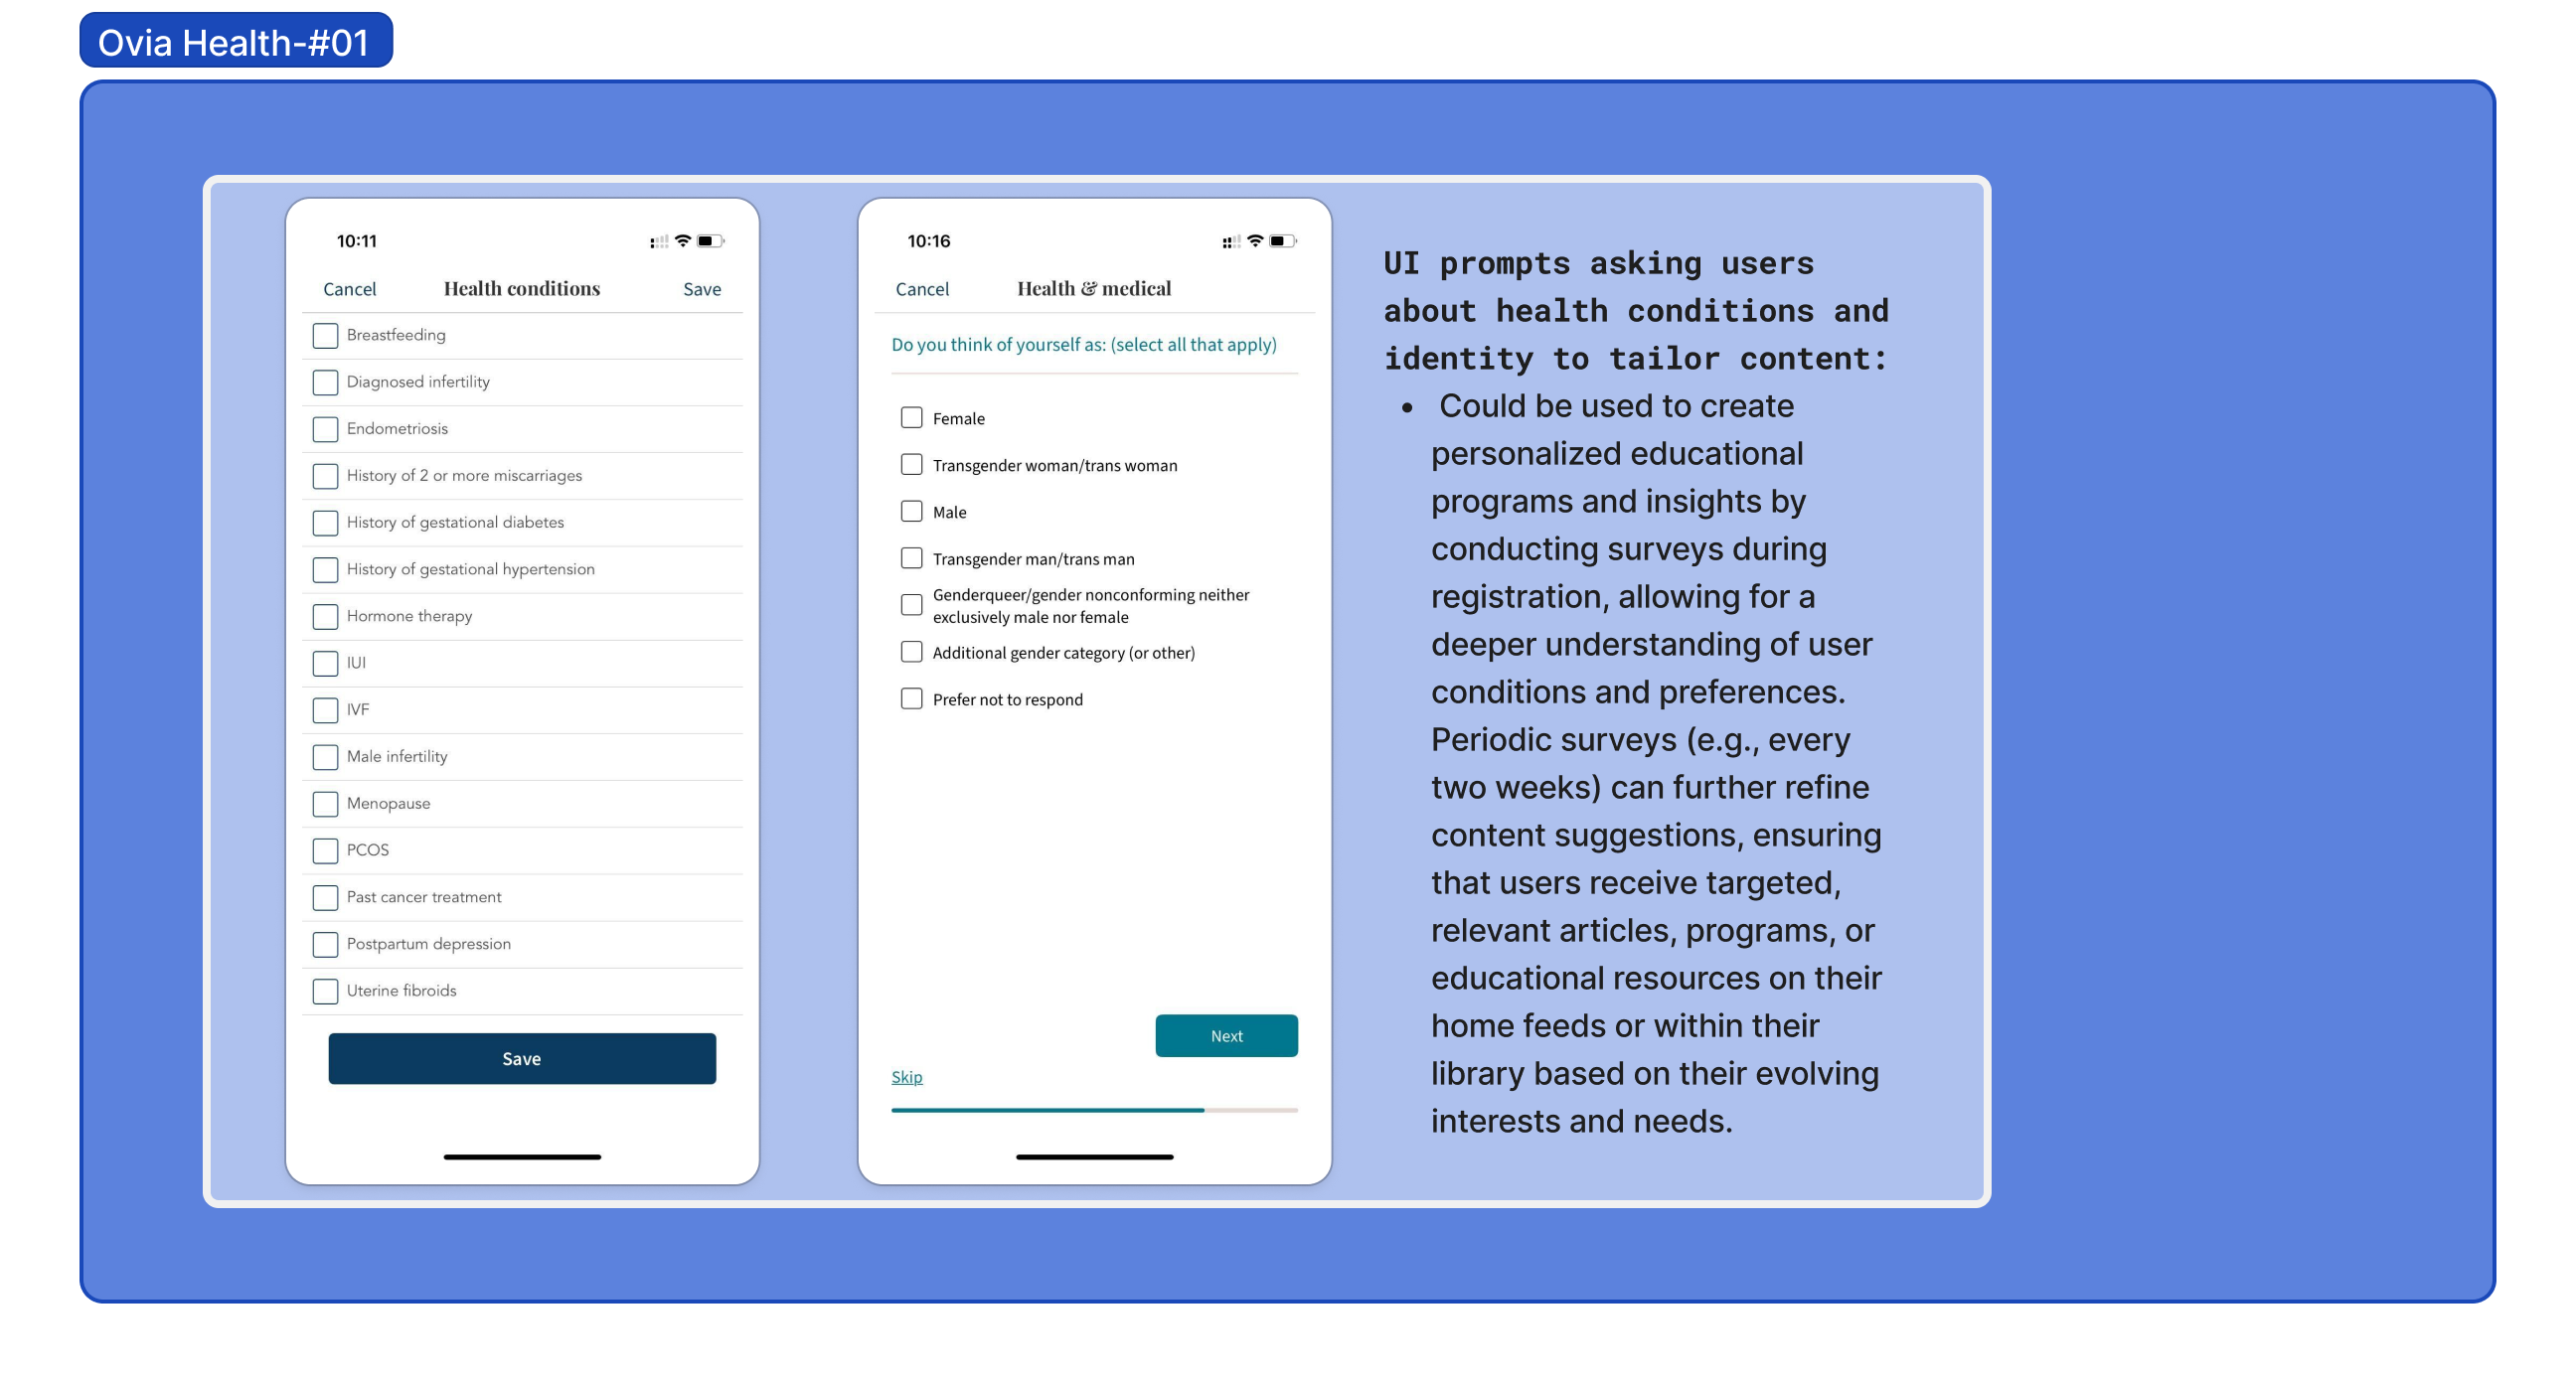 Ovia Health-#01
10:11
Cancel Health conditions Save
Breastfeeding
Diagnosed infertility
Endometriosis
History of 2 or more miscarriages
History of gestational diabetes
History of gestational hypertension
Hormone therapy
IUI
IVF
Male infertility
Menopause
PCOS
Past cancer treatment
Postpartum depression
Uterine fibroids
Save
10:16
Cancel Health & medical
Do you think of yourself as: (select all that apply)
Female
Transgender woman/trans woman
Male
Transgender man/trans man
Genderqueer/gender nonconforming neither
exclusively male nor female
Additional gender category (or other)
Prefer not to respond
Next
Skip
UI prompts asking users
about health conditions and
identity to tailor content:
• Could be used to create
personalized educational
programs and insights by
conducting surveys during
registration, allowing for a
deeper understanding of user
conditions and preferences.
Periodic surveys (e.g., every
two weeks) can further refine
content suggestions, ensuring
that users receive targeted,
relevant articles, programs, or
educational resources on their
home feeds or within their
library based on their evolving
interests and needs.